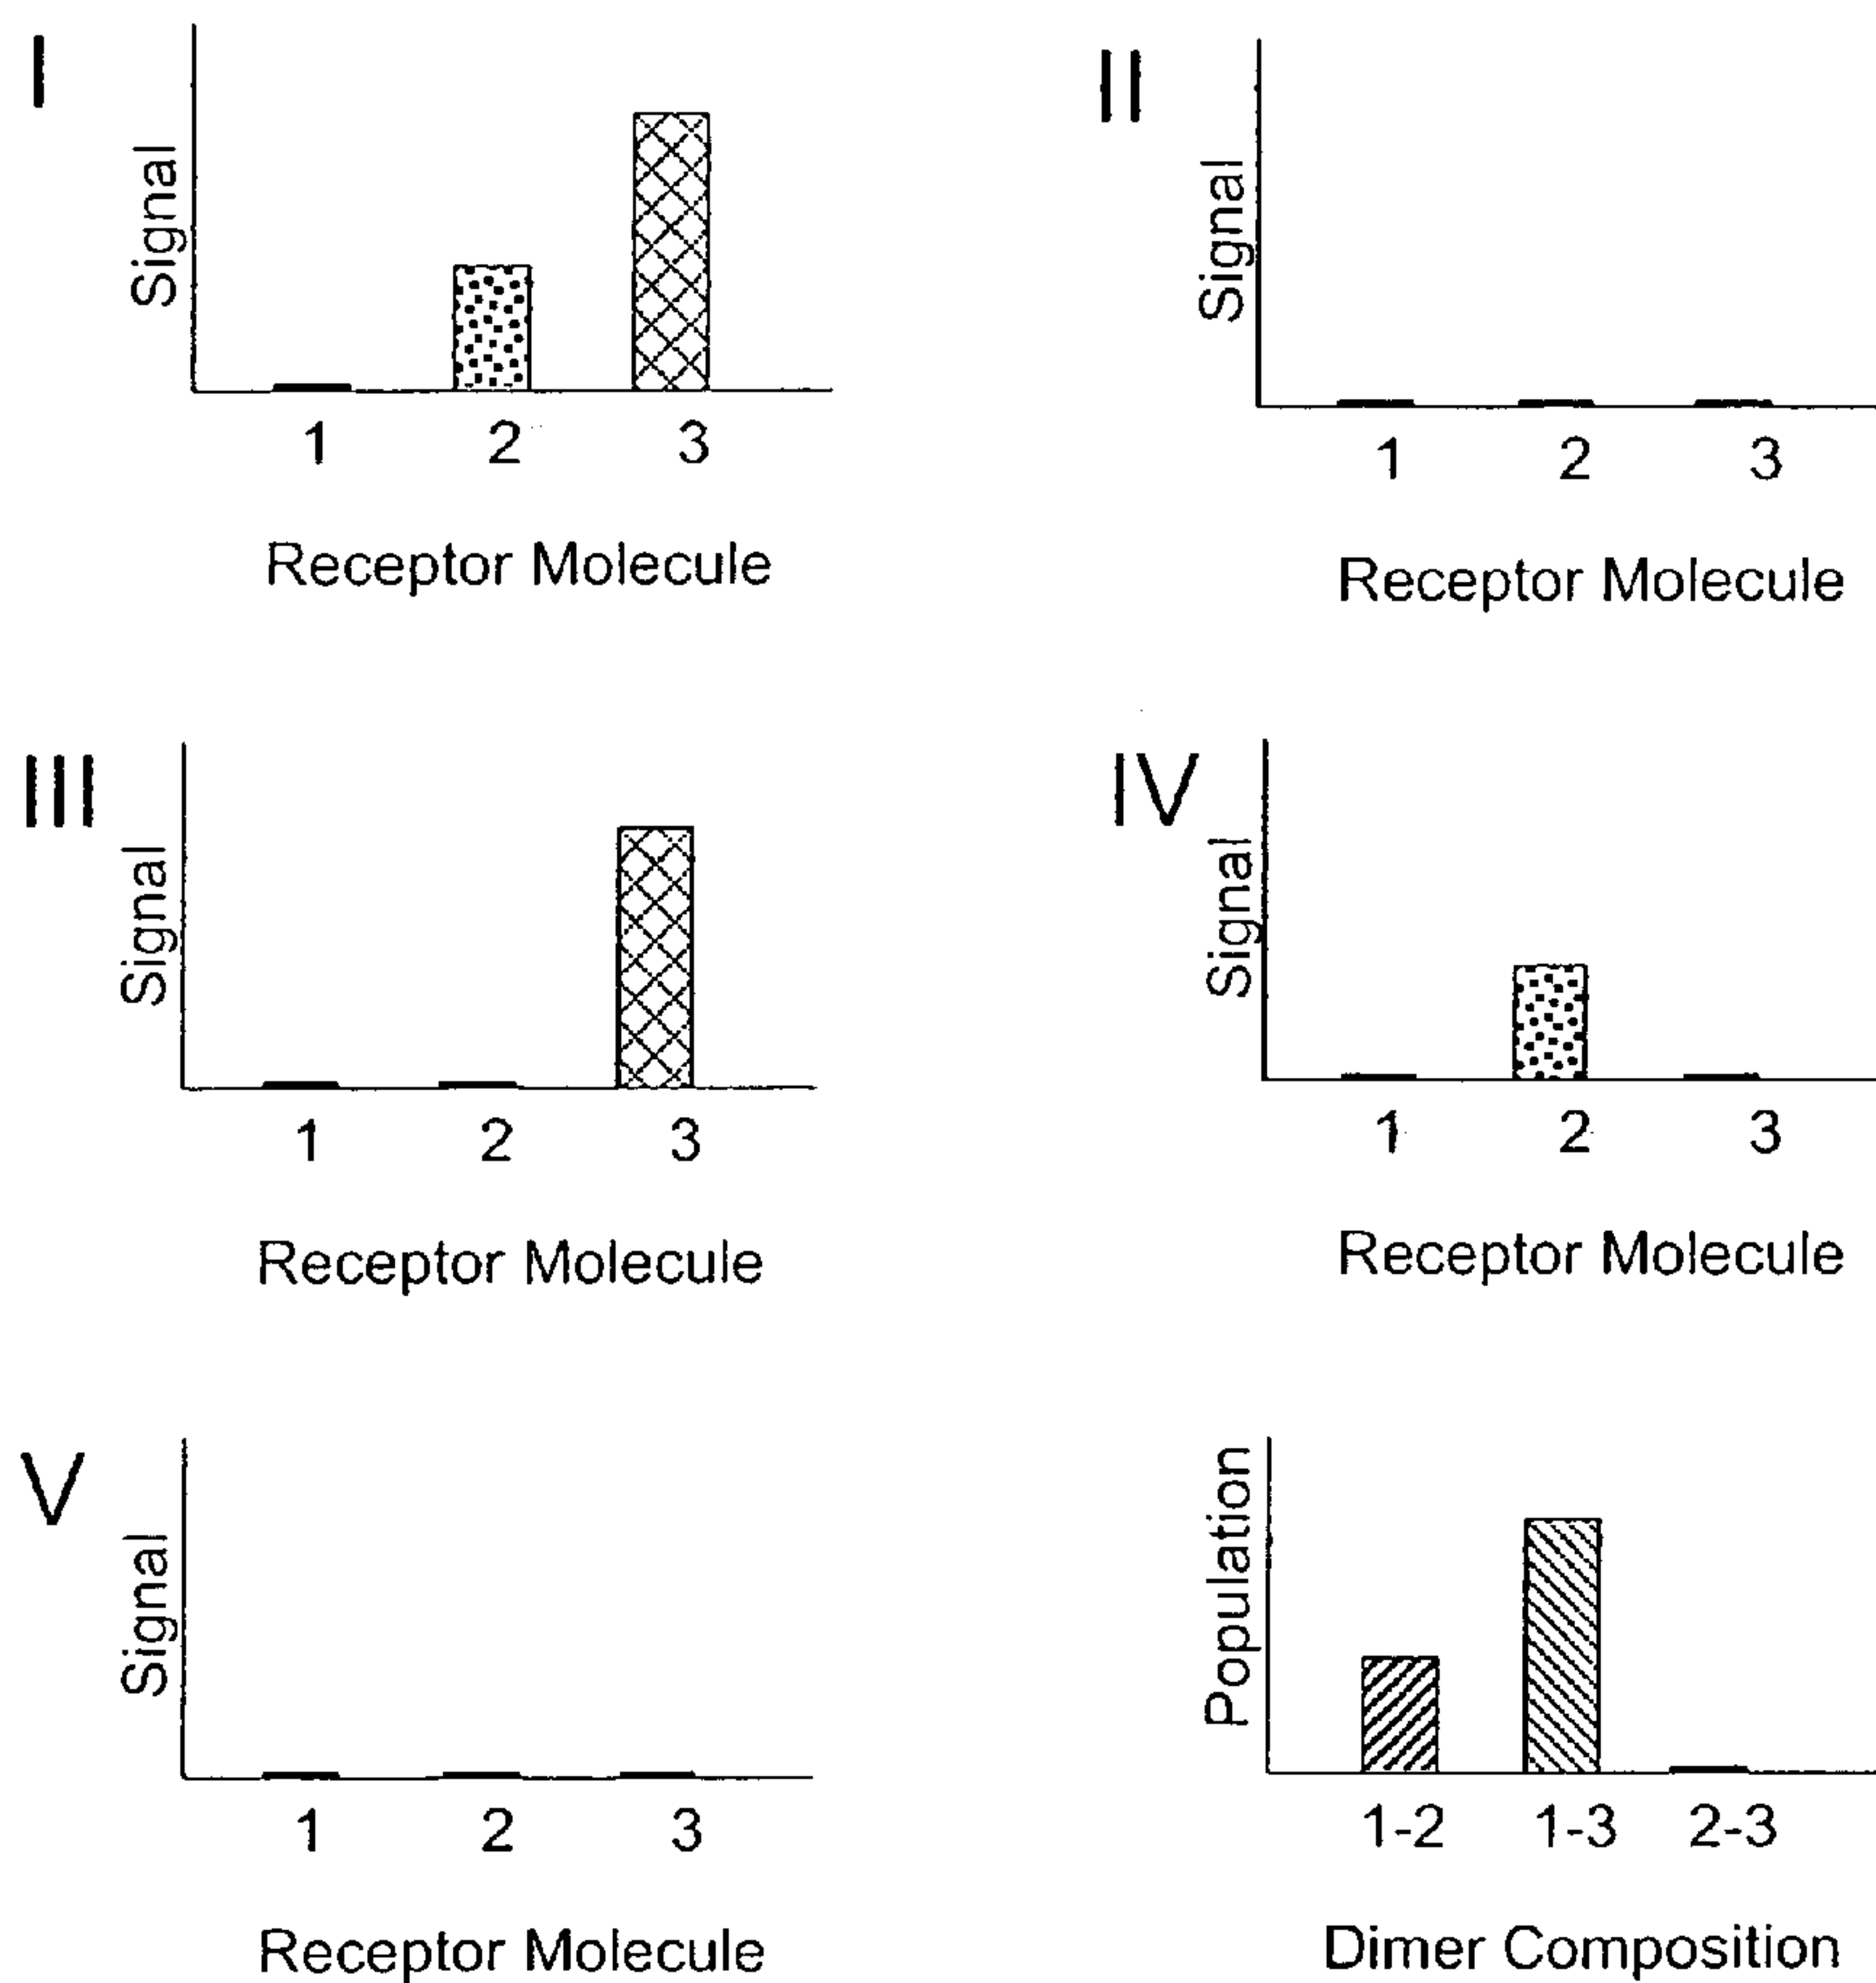 I
Signal
1 2 3
Receptor Molecule
II
Signal
1 2 3
Receptor Molecule
III
Signal
1 2 3
Receptor Molecule
IV
Signal
1 2 3
Receptor Molecule
V
Signal
1 2 3
Receptor Molecule
Population
1-2 1-3 2-3
Dimer Composition